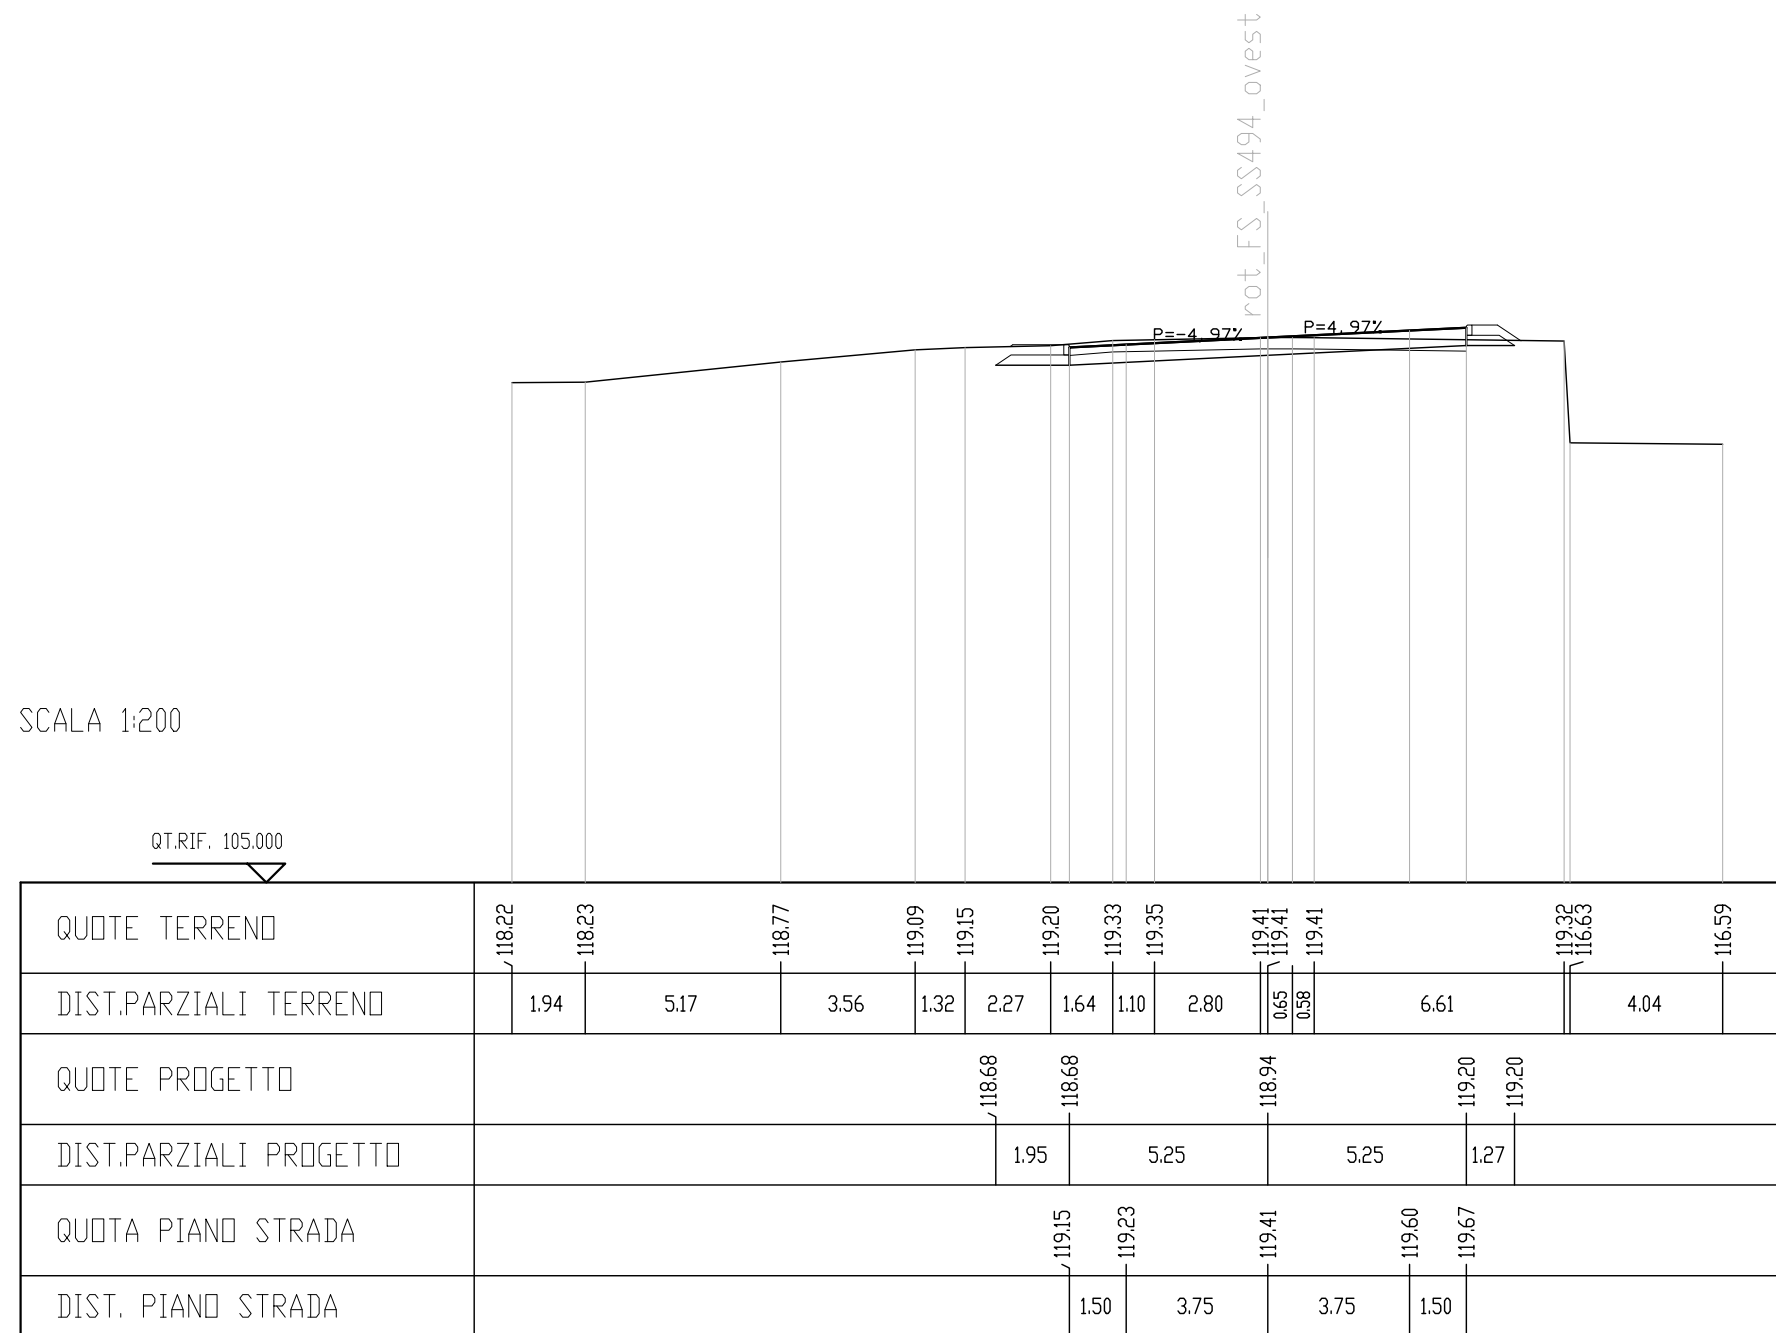 rot_FS_SS494_ovest
P=-4,97%
P=4,97%
SCALA 1:200
QT.RIF. 105.000
QUOTE TERRENO
118.22 118.23 118.77 119.09 119.15 119.20 119.33 119.35 119.41 119.41 119.41 119.32 116.63 116.59
DIST.PARZIALI TERRENO
1.94 5.17 3.56 1.32 2.27 1.64 1.10 2.80 0.65 0.58 6.61 4.04
QUOTE PROGETTO
118.68 118.68 118.94 119.20 119.20
DIST.PARZIALI PROGETTO
1.95 5.25 5.25 1.27
QUOTA PIANO STRADA
119.15 119.23 119.41 119.60 119.67
DIST. PIANO STRADA
1.50 3.75 3.75 1.50